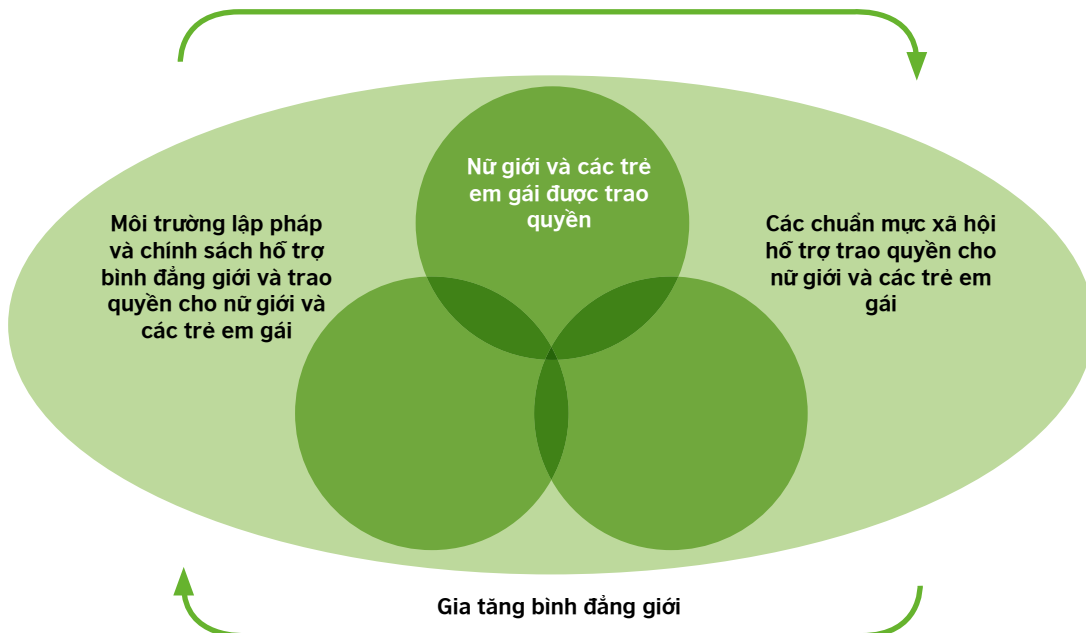 Nữ giới và các trẻ
em gái được trao
quyền
Môi trường lập pháp
và chính sách hỗ trợ
bình đẳng giới và trao
quyền cho nữ giới và
các trẻ em gái
Các chuẩn mực xã hội
hỗ trợ trao quyền cho
nữ giới và các trẻ em
gái
Gia tăng bình đẳng giới